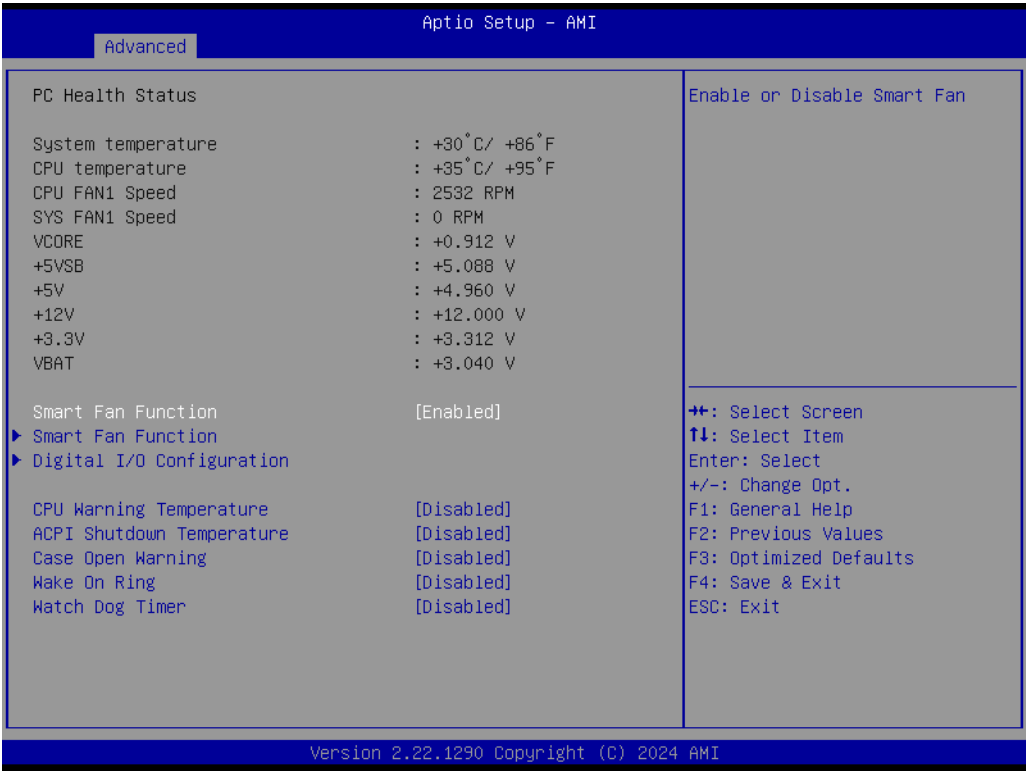 Aptio Setup – AMI
Advanced
PC Health Status
Enable or Disable Smart Fan
System temperature : +30°C/ +86°F
CPU temperature : +35°C/ +95°F
CPU FAN1 Speed : 2532 RPM
SYS FAN1 Speed : 0 RPM
VCORE : +0.912 V
+5VSB : +5.088 V
+5V : +4.960 V
+12V : +12.000 V
+3.3V : +3.312 V
VBAT : +3.040 V
Smart Fan Function [Enabled]
Smart Fan Function
Digital I/O Configuration
CPU Warning Temperature [Disabled]
ACPI Shutdown Temperature [Disabled]
Case Open Warning [Disabled]
Wake On Ring [Disabled]
Watch Dog Timer [Disabled]
→←: Select Screen
↑↓: Select Item
Enter: Select
+/-: Change Opt.
F1: General Help
F2: Previous Values
F3: Optimized Defaults
F4: Save & Exit
ESC: Exit
Version 2.22.1290 Copyright (C) 2024 AMI